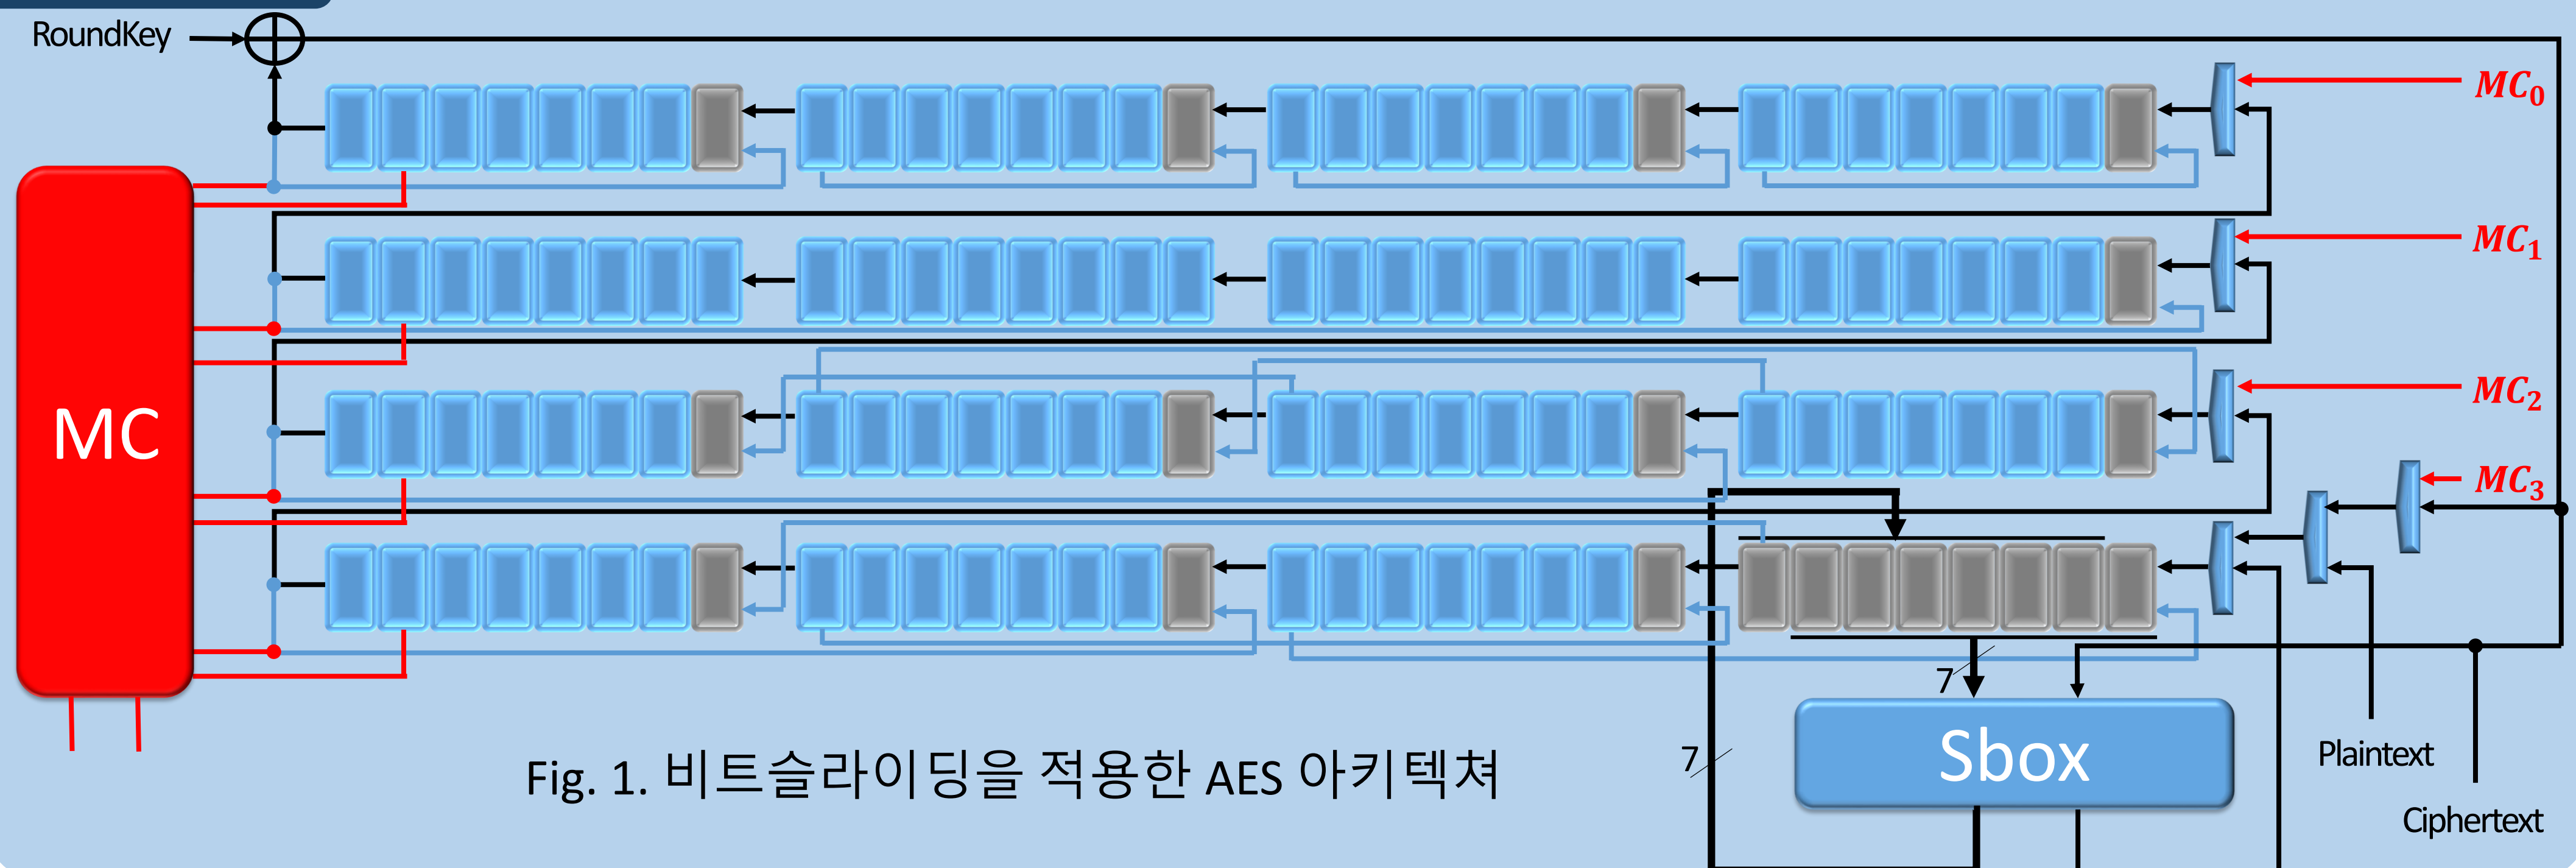 RoundKey
MC₀
MC₁
MC₂
MC
MC₃
7
Sbox
7
Plaintext
Fig. 1. 비트슬라이딩을 적용한 AES 아키텍쳐
Ciphertext